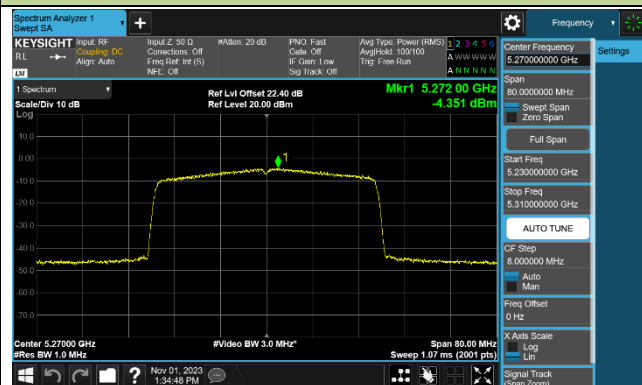 Spectrum Analyzer 1
Swept SA
Frequency
KEYSIGHT
Input: RF
Coupling: DC
Align: Auto
Input Z: 50 Ω
Corrections: Off
Freq Ref: Int (S)
NFE: Off
#Atten: 20 dB
PNO: Fast
Gate: Off
IF Gain: Low
Sig Track: Off
Avg Type: Power (RMS)
Avg|Hold: 100/100
Trig: Free Run
1 2 3 4 5 6
A W W W W W
A N N N N N
RL
LXI
1 Spectrum
Scale/Div 10 dB
Log
Ref Lvl Offset 22.40 dB
Ref Level 20.00 dBm
Mkr1 5.272 00 GHz
-4.351 dBm
10.0
0.00
-10.0
-20.0
-30.0
-40.0
-50.0
-60.0
-70.0
1
Center 5.27000 GHz
#Res BW 1.0 MHz
#Video BW 3.0 MHz*
Span 80.00 MHz
Sweep 1.07 ms (2001 pts)
Center Frequency
5.270000000 GHz
Settings
Span
80.0000000 MHz
Swept Span
Zero Span
Full Span
Start Freq
5.230000000 GHz
Stop Freq
5.310000000 GHz
AUTO TUNE
CF Step
8.000000 MHz
Auto
Man
Freq Offset
0 Hz
X Axis Scale
Log
Lin
Signal Track
(Span Zoom)
Nov 01, 2023
1:34:48 PM